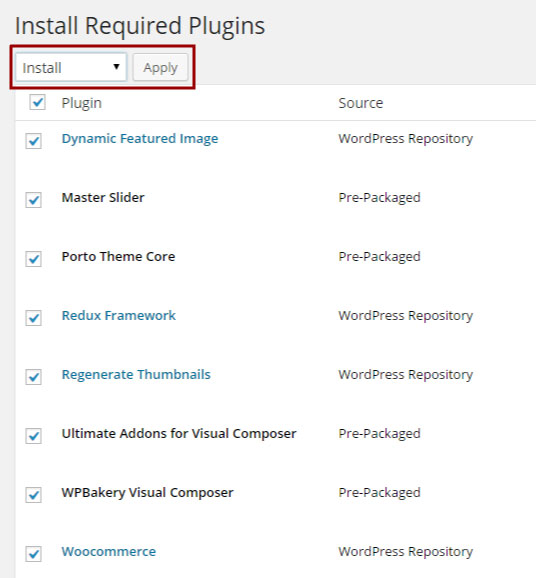 Install Required Plugins
Install Apply
Plugin Source
Dynamic Featured Image WordPress Repository
Master Slider Pre-Packaged
Porto Theme Core Pre-Packaged
Redux Framework WordPress Repository
Regenerate Thumbnails WordPress Repository
Ultimate Addons for Visual Composer Pre-Packaged
WPBakery Visual Composer Pre-Packaged
Woocommerce WordPress Repository